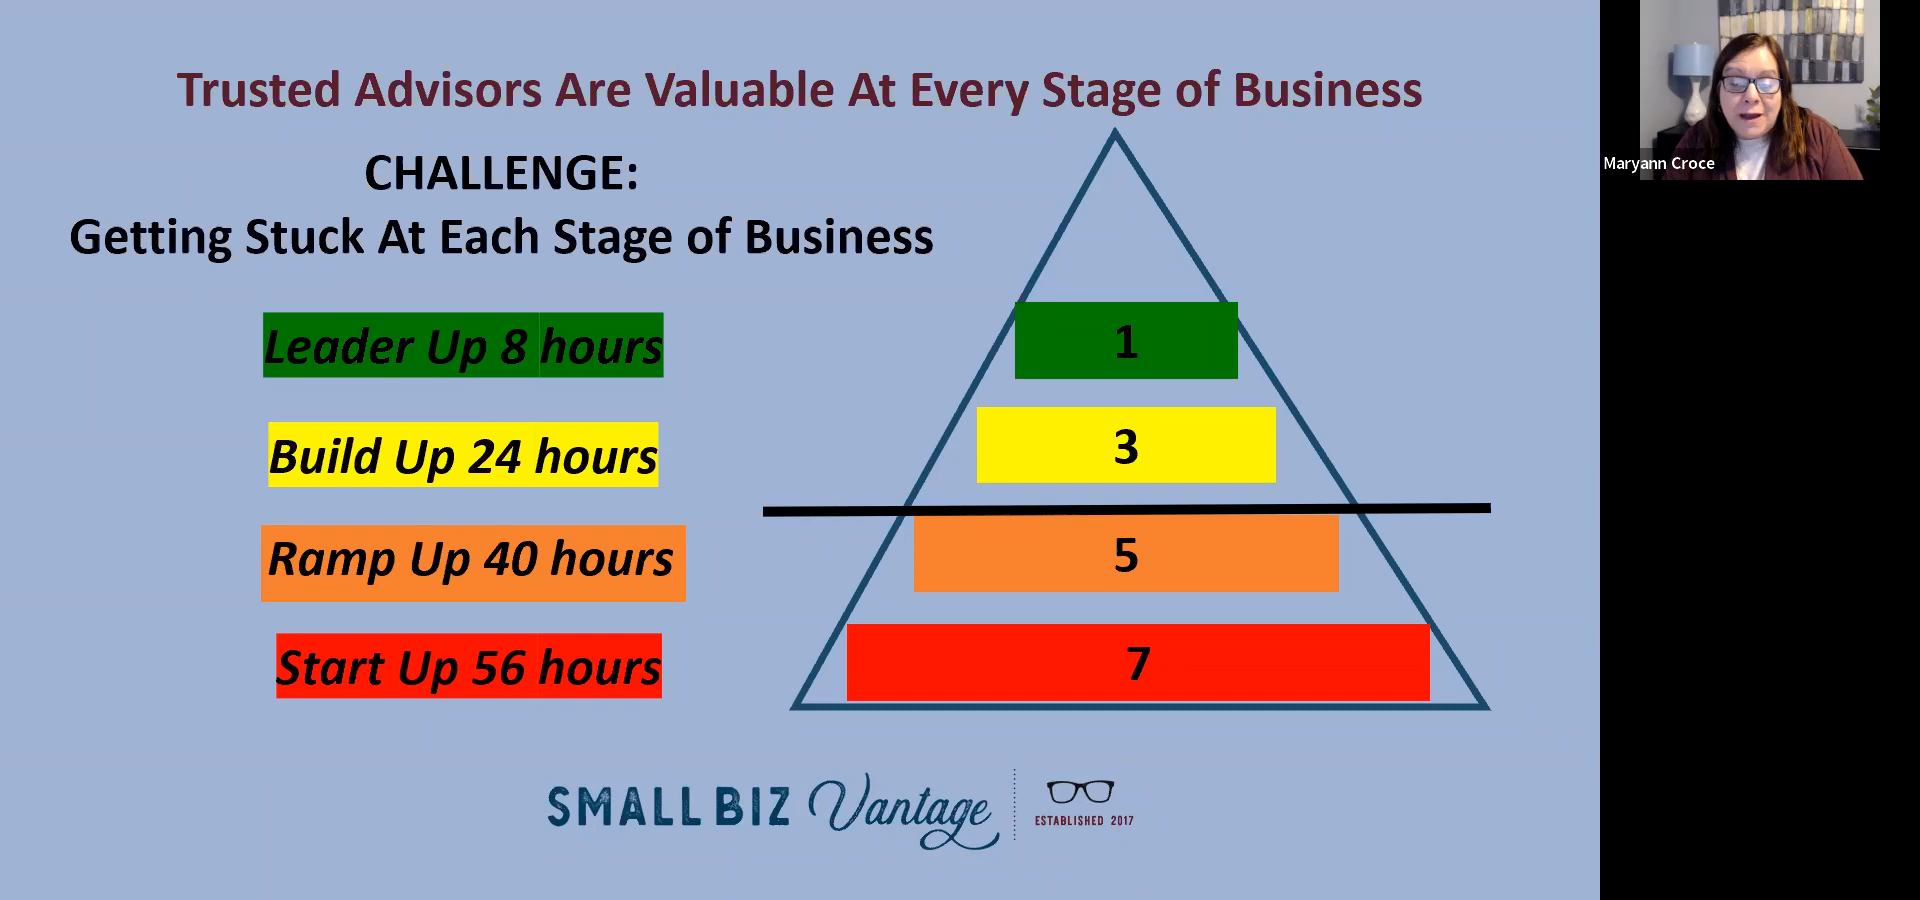 Trusted Advisors Are Valuable At Every Stage of Business
CHALLENGE:
Getting Stuck At Each Stage of Business
Leader Up 8 hours
1
Build Up 24 hours
3
Ramp Up 40 hours
5
Start Up 56 hours
7
SMALL BIZ Vantage
ESTABLISHED 2017
Maryann Croce